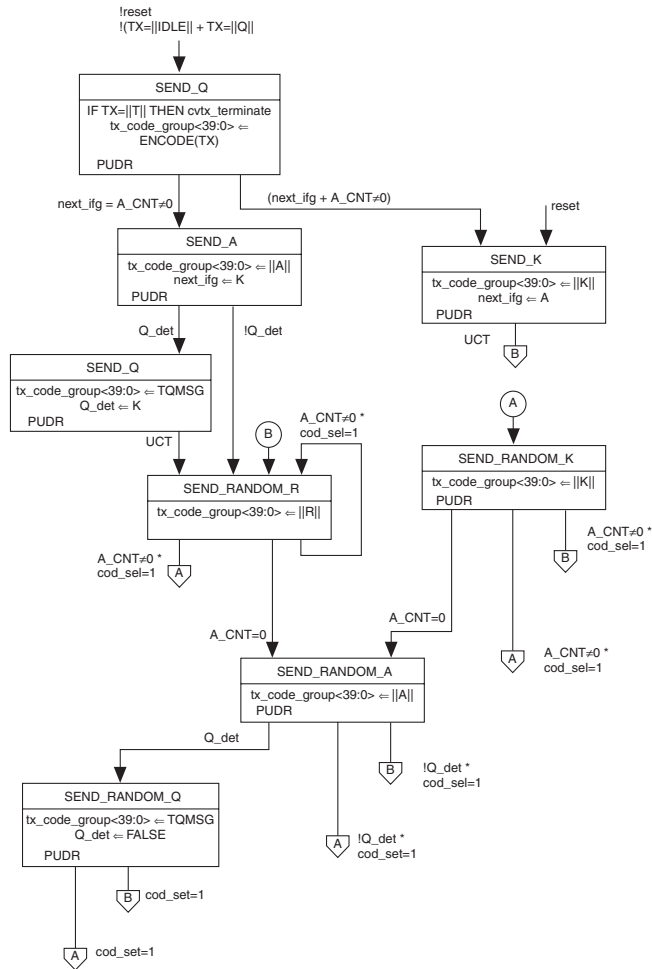 !reset
!(TX=||IDLE|| + TX=||Q||
SEND_Q
IF TX=||T|| THEN cvtx_terminate
tx_code_group<39:0> ⇐
ENCODE(TX)
PUDR
next_ifg = A_CNT≠0
(next_ifg + A_CNT≠0)
reset
SEND_A
tx_code_group<39:0> ⇐ ||A||
next_ifg ⇐ K
PUDR
SEND_K
tx_code_group<39:0> ⇐ ||K||
next_ifg ⇐ A
PUDR
Q_det
!Q_det
UCT
B
SEND_Q
tx_code_group<39:0> ⇐ TQMSG
Q_det ⇐ K
PUDR
UCT
B
A_CNT≠0 *
cod_sel=1
A
SEND_RANDOM_R
tx_code_group<39:0> ⇐ ||R||
SEND_RANDOM_K
tx_code_group<39:0> ⇐ ||K||
PUDR
A_CNT≠0 *
cod_sel=1
A
B
A_CNT≠0 *
cod_sel=1
A_CNT=0
A_CNT=0
A
A_CNT≠0 *
cod_sel=1
SEND_RANDOM_A
tx_code_group<39:0> ⇐ ||A||
PUDR
Q_det
B
!Q_det *
cod_sel=1
SEND_RANDOM_Q
tx_code_group<39:0> ⇐ TQMSG
Q_det ⇐ FALSE
PUDR
A
!Q_det *
cod_set=1
B
cod_set=1
A
cod_set=1